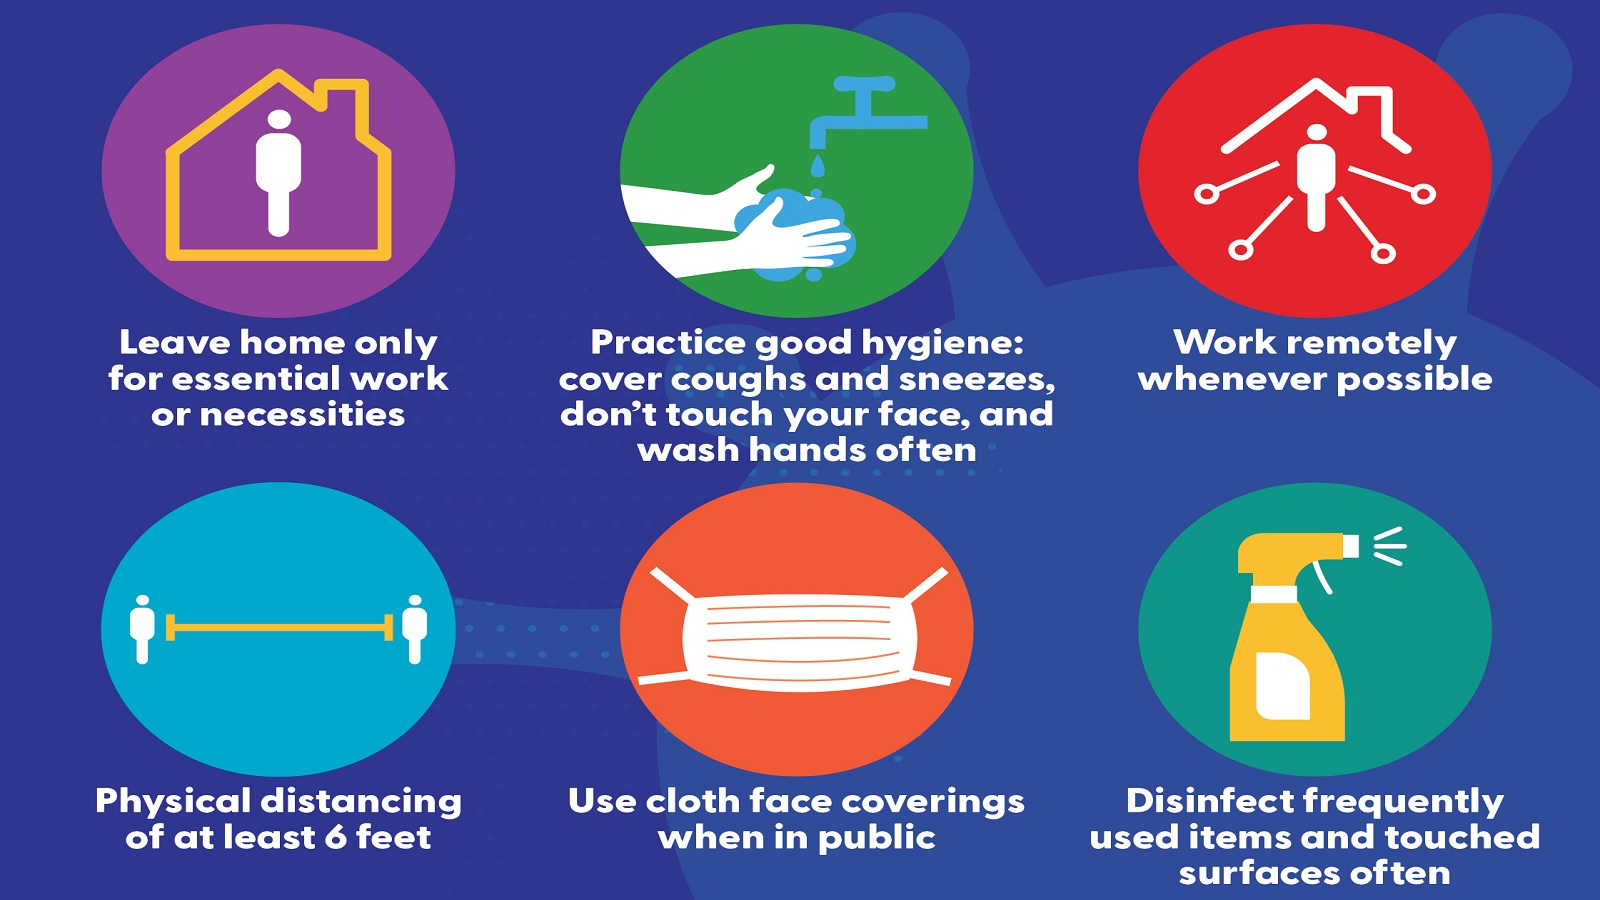 Leave home only
for essential work
or necessities
Practice good hygiene:
cover coughs and sneezes,
don’t touch your face, and
wash hands often
Work remotely
whenever possible
Physical distancing
of at least 6 feet
Use cloth face coverings
when in public
Disinfect frequently
used items and touched
surfaces often